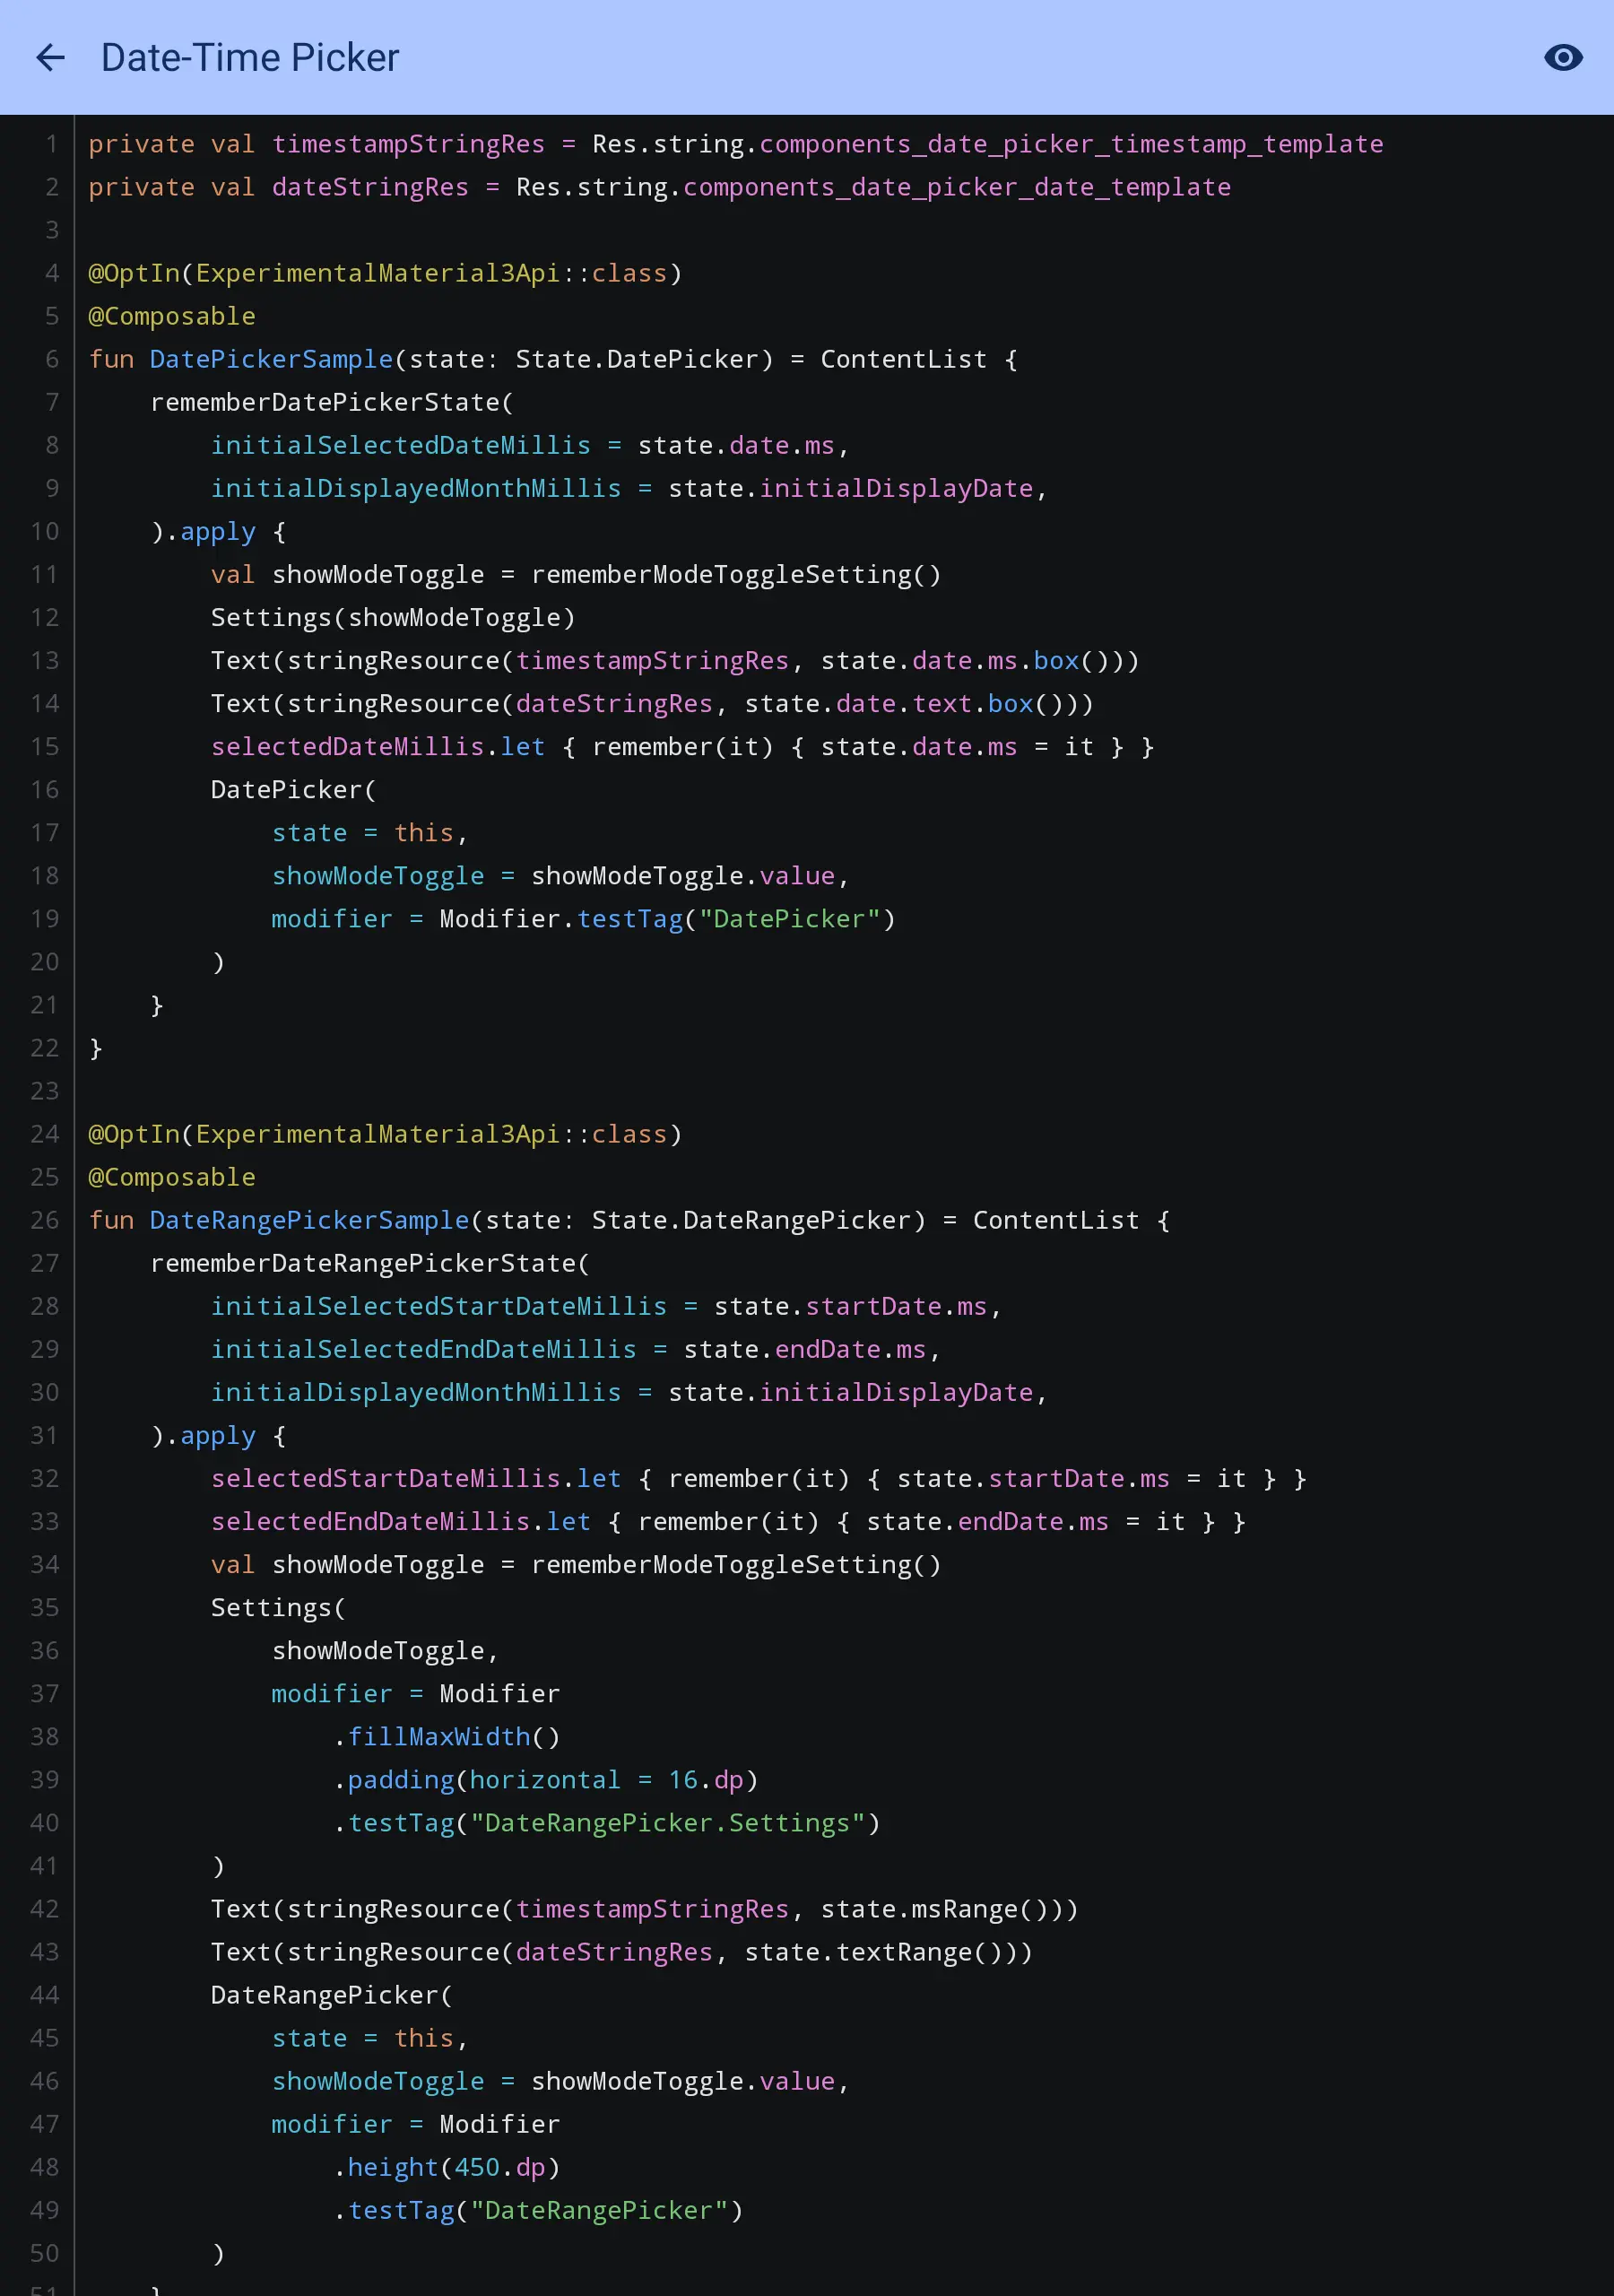 Date-Time Picker
1 private val timestampStringRes = Res.string.components_date_picker_timestamp_template
2 private val dateStringRes = Res.string.components_date_picker_date_template
3
4 @OptIn(ExperimentalMaterial3Api::class)
5 @Composable
6 fun DatePickerSample(state: State.DatePicker) = ContentList {
7     rememberDatePickerState(
8         initialSelectedDateMillis = state.date.ms,
9         initialDisplayedMonthMillis = state.initialDisplayDate,
10     ).apply {
11         val showModeToggle = rememberModeToggleSetting()
12         Settings(showModeToggle)
13         Text(stringResource(timestampStringRes, state.date.ms.box()))
14         Text(stringResource(dateStringRes, state.date.text.box()))
15         selectedDateMillis.let { remember(it) { state.date.ms = it } }
16         DatePicker(
17             state = this,
18             showModeToggle = showModeToggle.value,
19             modifier = Modifier.testTag("DatePicker")
20         )
21     }
22 }
23
24 @OptIn(ExperimentalMaterial3Api::class)
25 @Composable
26 fun DateRangePickerSample(state: State.DateRangePicker) = ContentList {
27     rememberDateRangePickerState(
28         initialSelectedStartDateMillis = state.startDate.ms,
29         initialSelectedEndDateMillis = state.endDate.ms,
30         initialDisplayedMonthMillis = state.initialDisplayDate,
31     ).apply {
32         selectedStartDateMillis.let { remember(it) { state.startDate.ms = it } }
33         selectedEndDateMillis.let { remember(it) { state.endDate.ms = it } }
34         val showModeToggle = rememberModeToggleSetting()
35         Settings(
36             showModeToggle,
37             modifier = Modifier
38                 .fillMaxWidth()
39                 .padding(horizontal = 16.dp)
40                 .testTag("DateRangePicker.Settings")
41         )
42         Text(stringResource(timestampStringRes, state.msRange()))
43         Text(stringResource(dateStringRes, state.textRange()))
44         DateRangePicker(
45             state = this,
46             showModeToggle = showModeToggle.value,
47             modifier = Modifier
48                 .height(450.dp)
49                 .testTag("DateRangePicker")
50         )
51     }